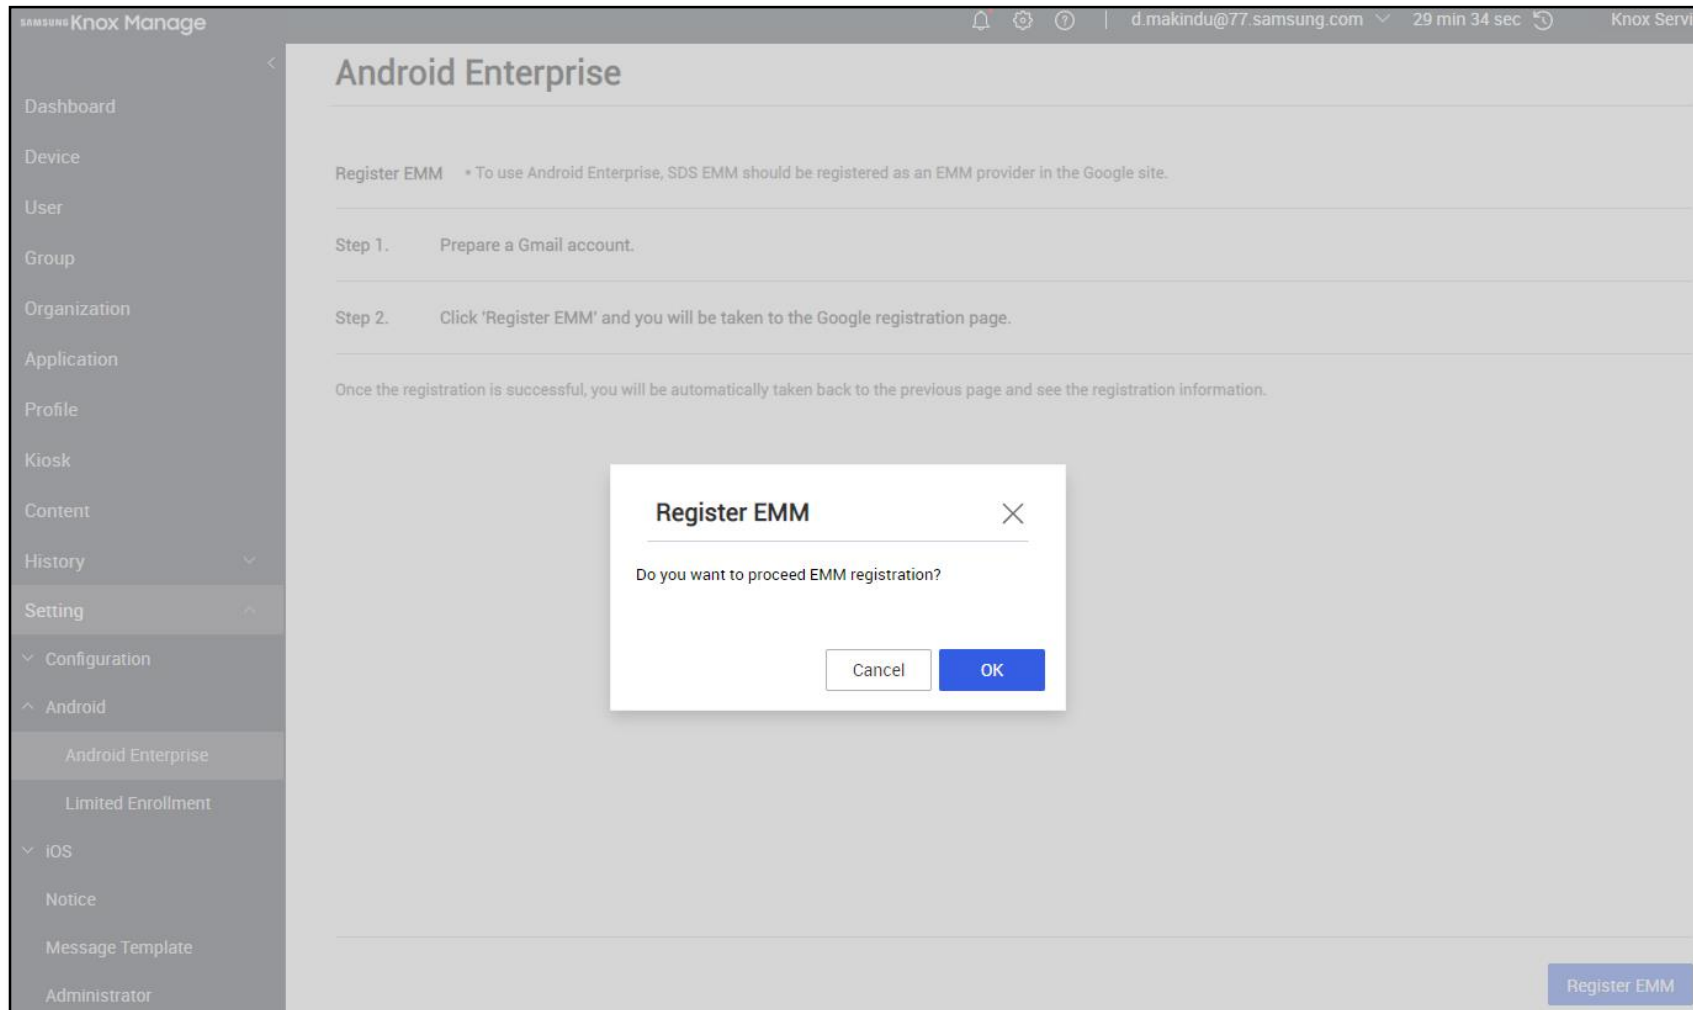 SAMSUNG Knox Manage
d.makindu@77.samsung.com 29 min 34 sec Knox Servi
Android Enterprise
Dashboard
Device
User
Group
Organization
Application
Profile
Kiosk
Content
History
Setting
Configuration
Android
Android Enterprise
Limited Enrollment
iOS
Notice
Message Template
Administrator
Register EMM • To use Android Enterprise, SDS EMM should be registered as an EMM provider in the Google site.
Step 1. Prepare a Gmail account.
Step 2. Click 'Register EMM' and you will be taken to the Google registration page.
Once the registration is successful, you will be automatically taken back to the previous page and see the registration information.
Register EMM
Do you want to proceed EMM registration?
Cancel OK
Register EMM